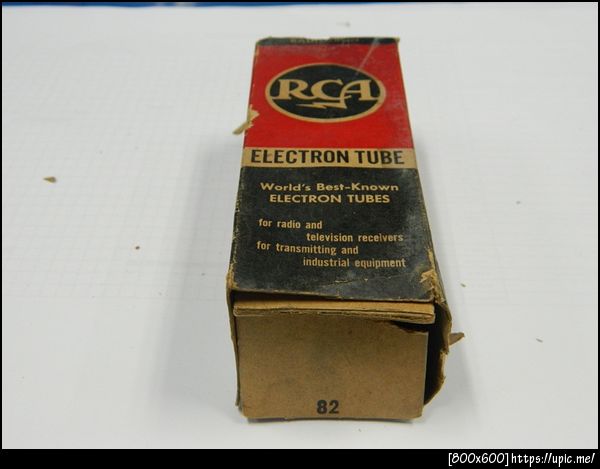 RCA
ELECTRON TUBE
World's Best-Known
ELECTRON TUBES
for radio and
television receivers
for transmitting and
industrial equipment
82
[800x600]https://upic.me/